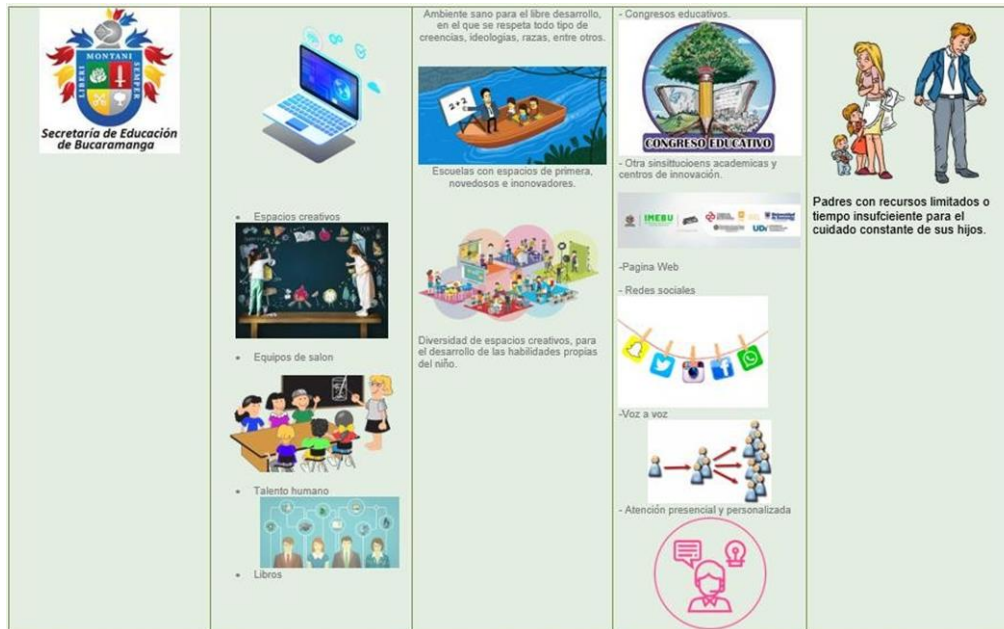 LIBERI MONTANI SEMPER
Secretaría de Educación
de Bucaramanga
Espacios creativos
Equipos de salon
Talento humano
Libros
Ambiente sano para el libre desarrollo,
en el que se respeta todo tipo de
creencias, ideologías, razas, entre otros.
2+2
Escuelas con espacios de primera,
novedosos e inonovadores.
Diversidad de espacios creativos, para
el desarrollo de las habilidades propias
del niño.
- Congresos educativos.
CONGRESO EDUCATIVO
- Otra sinsittucioens academicas y
centros de innovación.
IMEBU
UDI
-Pagina Web
- Redes sociales
-Voz a voz
- Atención presencial y personalizada
Padres con recursos limitados o
tiempo insuficieiente para el
cuidado constante de sus hijos.